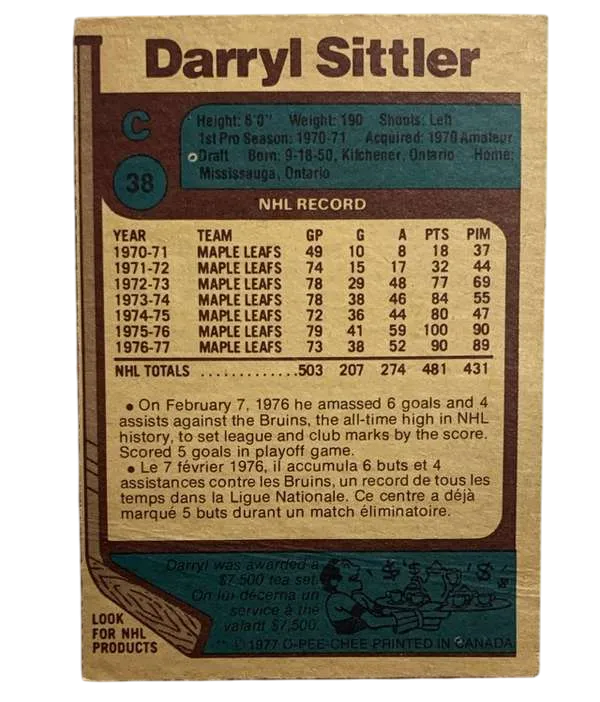 Darryl Sittler
C
38
Height: 6'0" Weight: 190 Shoots: Left
1st Pro Season: 1970-71 Acquired: 1970 Amateur
Draft Born: 9-18-50, Kitchener, Ontario Home:
Mississauga, Ontario
NHL RECORD
YEAR TEAM GP G A PTS PIM
1970-71 MAPLE LEAFS 49 10 8 18 37
1971-72 MAPLE LEAFS 74 15 17 32 44
1972-73 MAPLE LEAFS 78 29 48 77 69
1973-74 MAPLE LEAFS 78 38 46 84 55
1974-75 MAPLE LEAFS 72 36 44 80 47
1975-76 MAPLE LEAFS 79 41 59 100 90
1976-77 MAPLE LEAFS 73 38 52 90 89
NHL TOTALS .............503 207 274 481 431
• On February 7, 1976 he amassed 6 goals and 4
assists against the Bruins, the all-time high in NHL
history, to set league and club marks by the score.
Scored 5 goals in playoff game.
• Le 7 février 1976, il accumula 6 buts et 4
assistances contre les Bruins, un record de tous les
temps dans la Ligue Nationale. Ce centre a déjà
marqué 5 buts durant un match éliminatoire.
Darryl was awarded a
$7,500 tea set.
On lui décerna un
service à thé
valant $7,500.
$ $ $
LOOK
FOR NHL
PRODUCTS
** © 1977 O-PEE-CHEE PRINTED IN CANADA